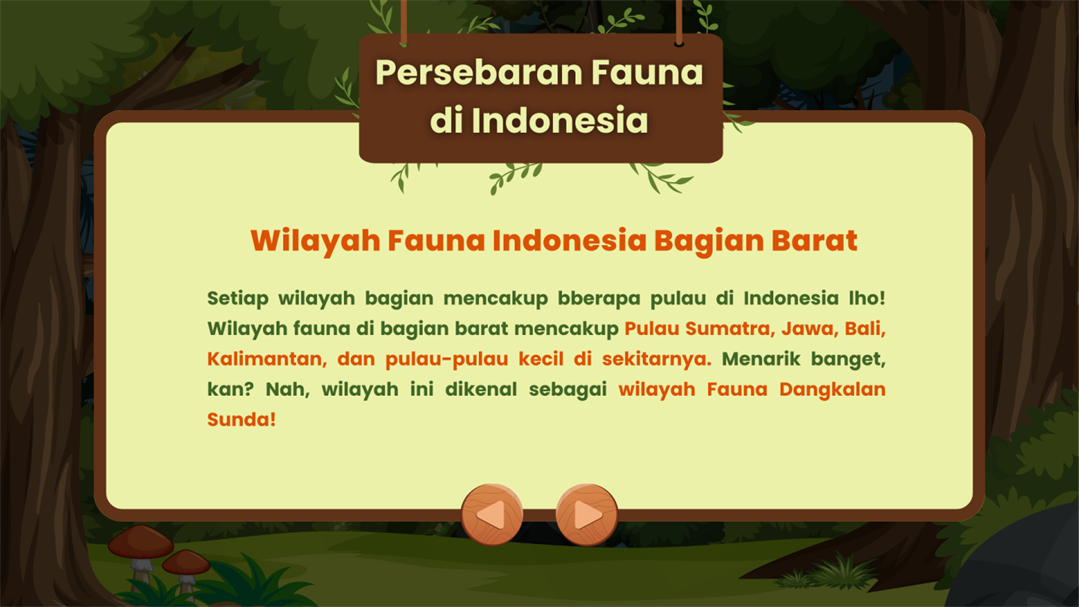 Persebaran Fauna
di Indonesia
Wilayah Fauna Indonesia Bagian Barat
Setiap wilayah bagian mencakup bberapa pulau di Indonesia lho!
Wilayah fauna di bagian barat mencakup Pulau Sumatra, Jawa, Bali,
Kalimantan, dan pulau-pulau kecil di sekitarnya. Menarik banget,
kan? Nah, wilayah ini dikenal sebagai wilayah Fauna Dangkalan
Sunda!